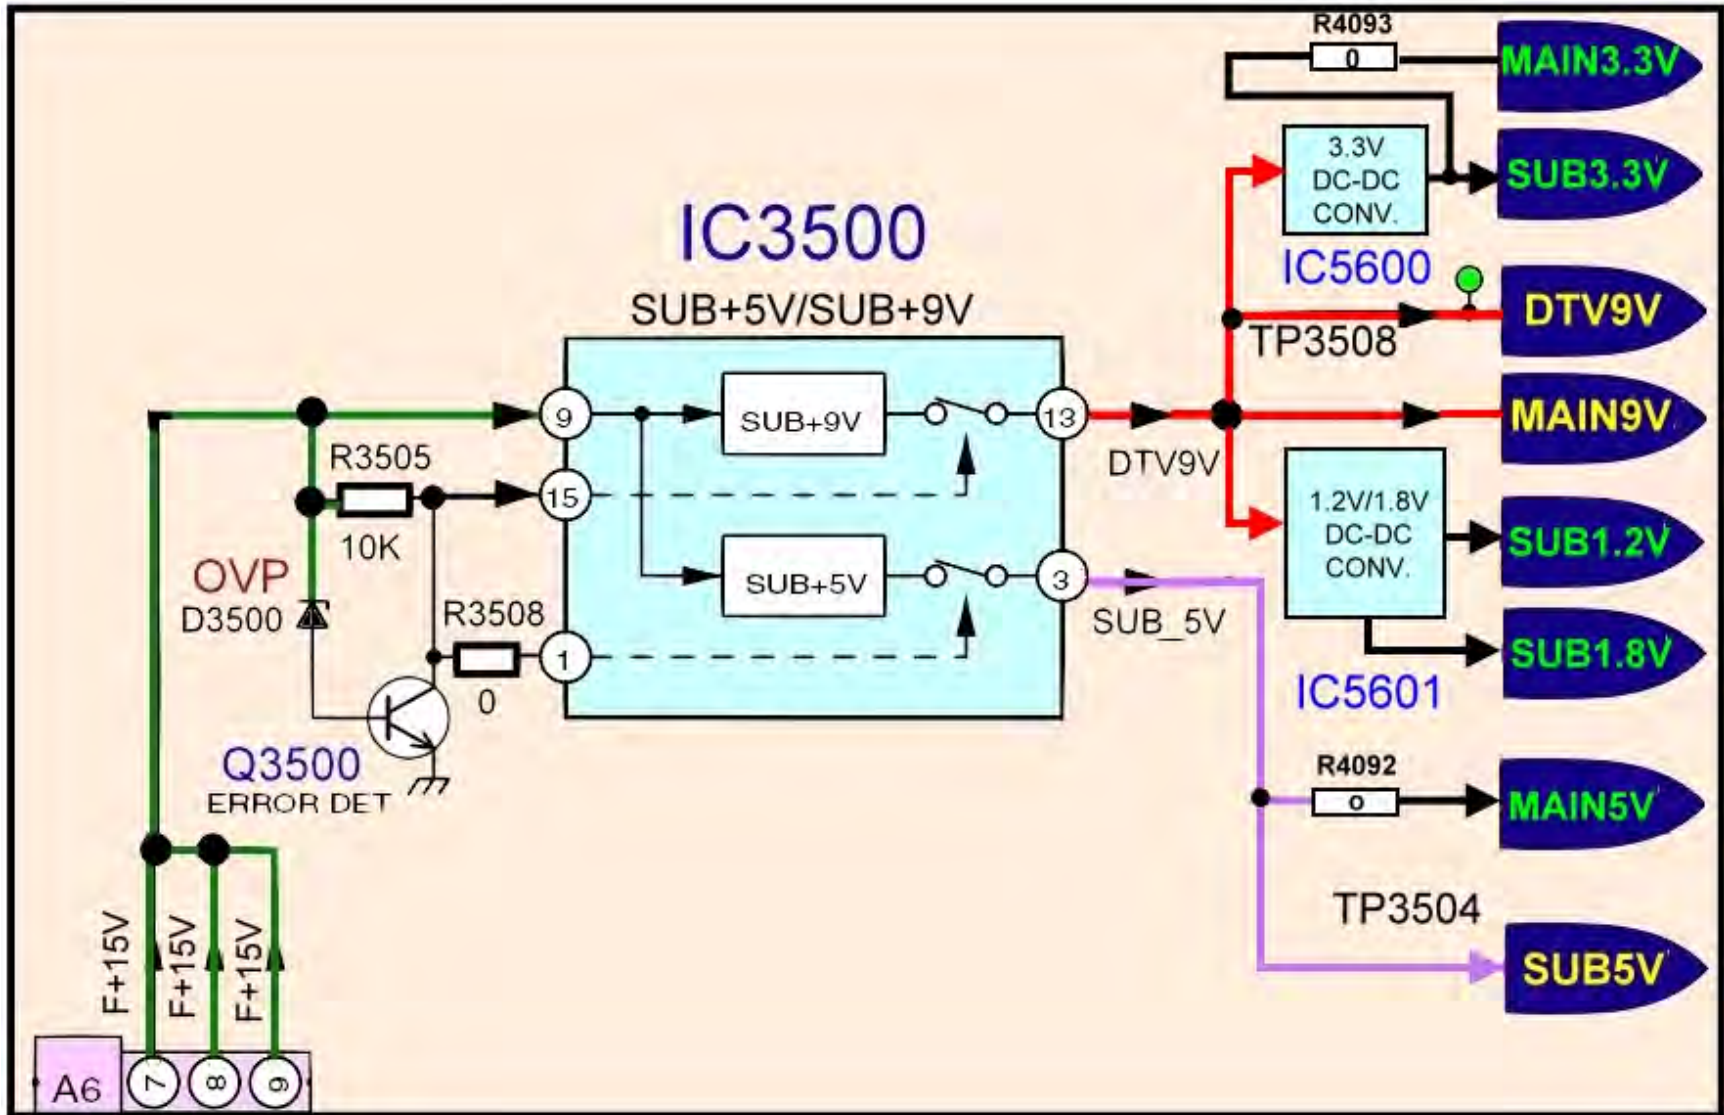 R4093
0
MAIN3.3V
3.3V
DC-DC
CONV.
SUB3.3V
IC5600
IC3500
SUB+5V/SUB+9V
DTV9V
TP3508
9
SUB+9V
13
MAIN9V
DTV9V
R3505
15
10K
1.2V/1.8V
DC-DC
CONV.
SUB1.2V
OVP
D3500
SUB+5V
3
SUB_5V
R3508
1
0
SUB1.8V
IC5601
Q3500
ERROR DET
R4092
0
MAIN5V
TP3504
SUB5V
F+15V
F+15V
F+15V
A6
7
8
9